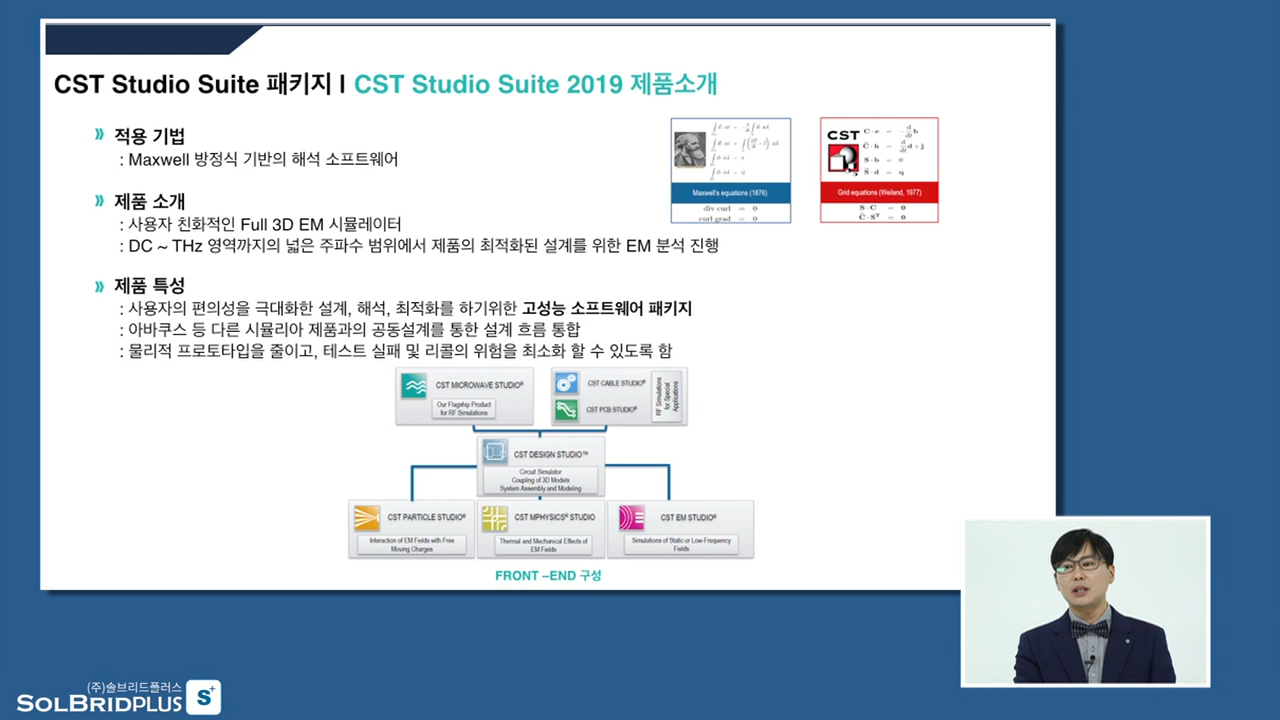 CST Studio Suite 패키지 I CST Studio Suite 2019 제품소개
적용 기법
: Maxwell 방정식 기반의 해석 소프트웨어
제품 소개
: 사용자 친화적인 Full 3D EM 시뮬레이터
: DC ~ THz 영역까지의 넓은 주파수 범위에서 제품의 최적화된 설계를 위한 EM 분석 진행
제품 특성
: 사용자의 편의성을 극대화한 설계, 해석, 최적화를 하기위한 고성능 소프트웨어 패키지
: 아바쿠스 등 다른 시뮬리아 제품과의 공동설계를 통한 설계 흐름 통합
: 물리적 프로토타입을 줄이고, 테스트 실패 및 리콜의 위험을 최소화 할 수 있도록 함
Maxwell's equations (1876)
div curl = 0
curl grad = 0
CST
Grid equations (Weiland, 1977)
S·C = 0
CST MICROWAVE STUDIO®
Our Flagship Product
for RF Simulations
CST CABLE STUDIO®
CST PCB STUDIO®
RF Simulations
for Special
Applications
CST DESIGN STUDIO™
Circuit Simulator
Coupling of 3D Models
System Assembly and Modeling
CST PARTICLE STUDIO®
Interaction of EM Fields with Free
Moving Charges
CST MPHYSICS® STUDIO
Thermal and Mechanical Effects of
EM Fields
CST EM STUDIO®
Simulations of Static or Low-Frequency
Fields
FRONT –END 구성
(주)솔브리드플러스
SOLBRIDPLUS
S+